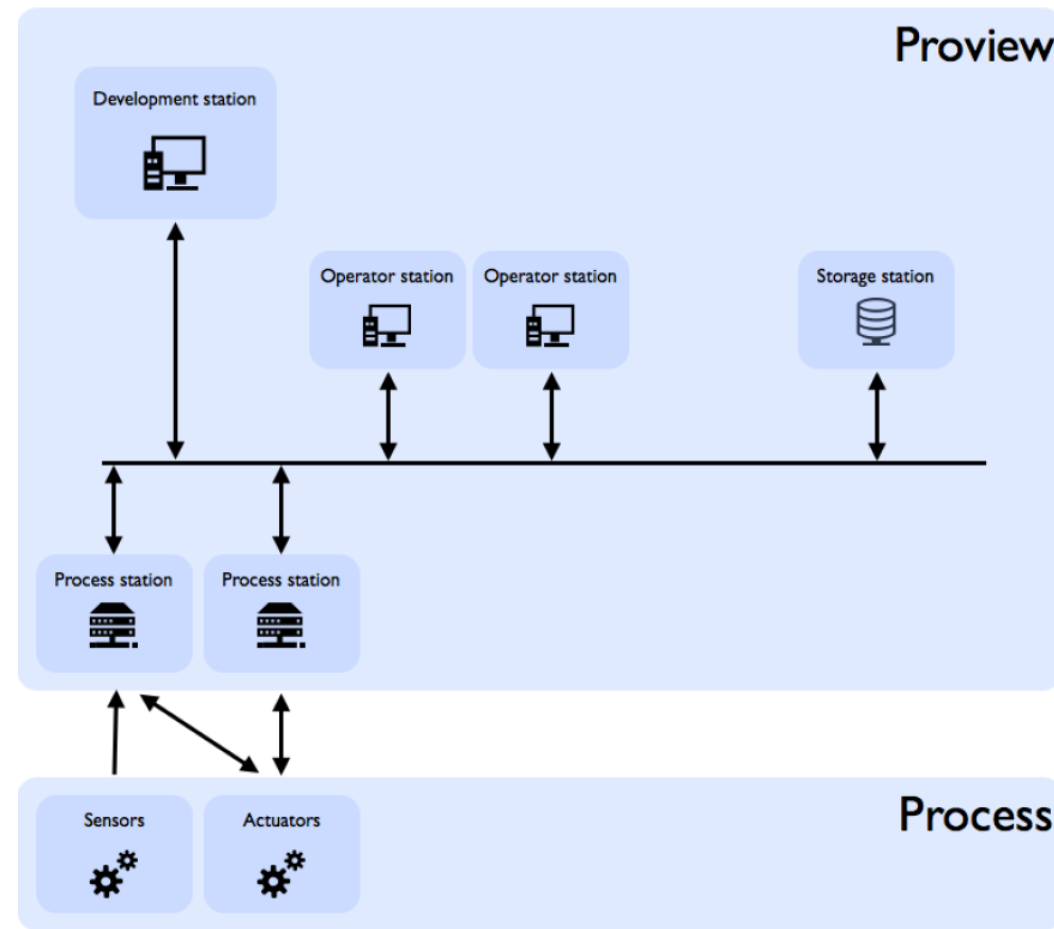 Proview
Development station
Operator station
Operator station
Storage station
Process station
Process station
Process
Sensors
Actuators